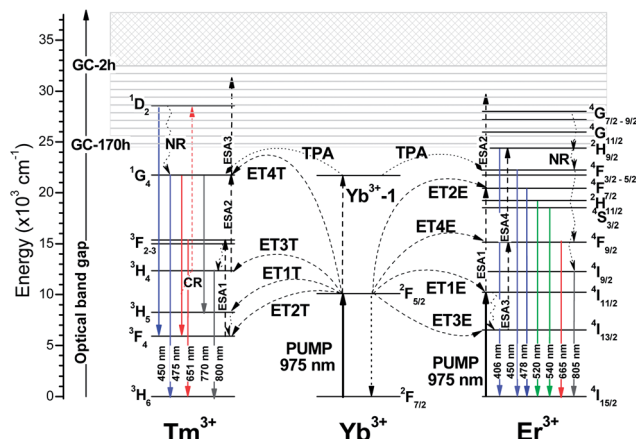 Energy (x10³ cm⁻¹)
Optical band gap
35
30
25
20
15
10
5
0
GC-2h
GC-170h
¹D₂
¹G₄
³F₂₋₃
³H₄
³H₅
³F₄
³H₆
NR
CR
ESA1
ESA2
ESA3
450 nm
475 nm
651 nm
770 nm
800 nm
TPA
TPA
ET4T
ET3T
ET1T
ET2T
Yb³⁺-1
²F₅/₂
²F₇/₂
PUMP
975 nm
ET2E
ET4E
ET1E
ET3E
PUMP
975 nm
ESA1
ESA2
ESA3
ESA4
NR
406 nm
450 nm
478 nm
520 nm
540 nm
665 nm
805 nm
⁴G₇/₂ - ₉/₂
⁴G₁₁/₂
²H₉/₂
⁴F₃/₂ - ₅/₂
⁴F₇/₂
²H₁₁/₂
⁴S₃/₂
⁴F₉/₂
⁴I₉/₂
⁴I₁₁/₂
⁴I₁₃/₂
⁴I₁₅/₂
Tm³⁺
Yb³⁺
Er³⁺